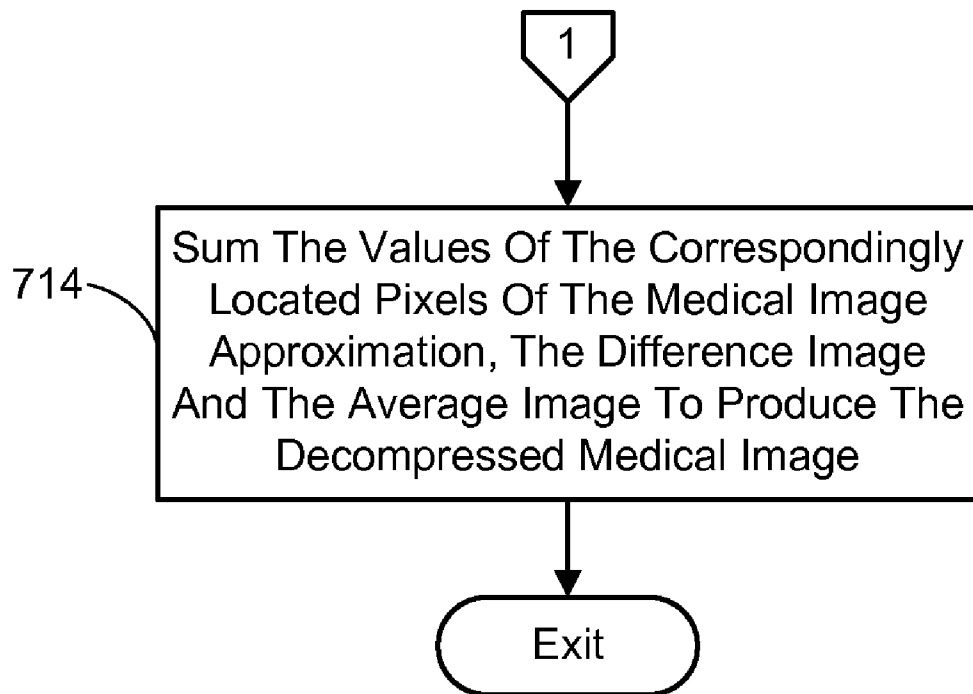 1
Sum The Values Of The Correspondingly
714
Located Pixels Of The Medical Image
Approximation, The Difference Image
And The Average Image To Produce The
Decompressed Medical Image
Exit